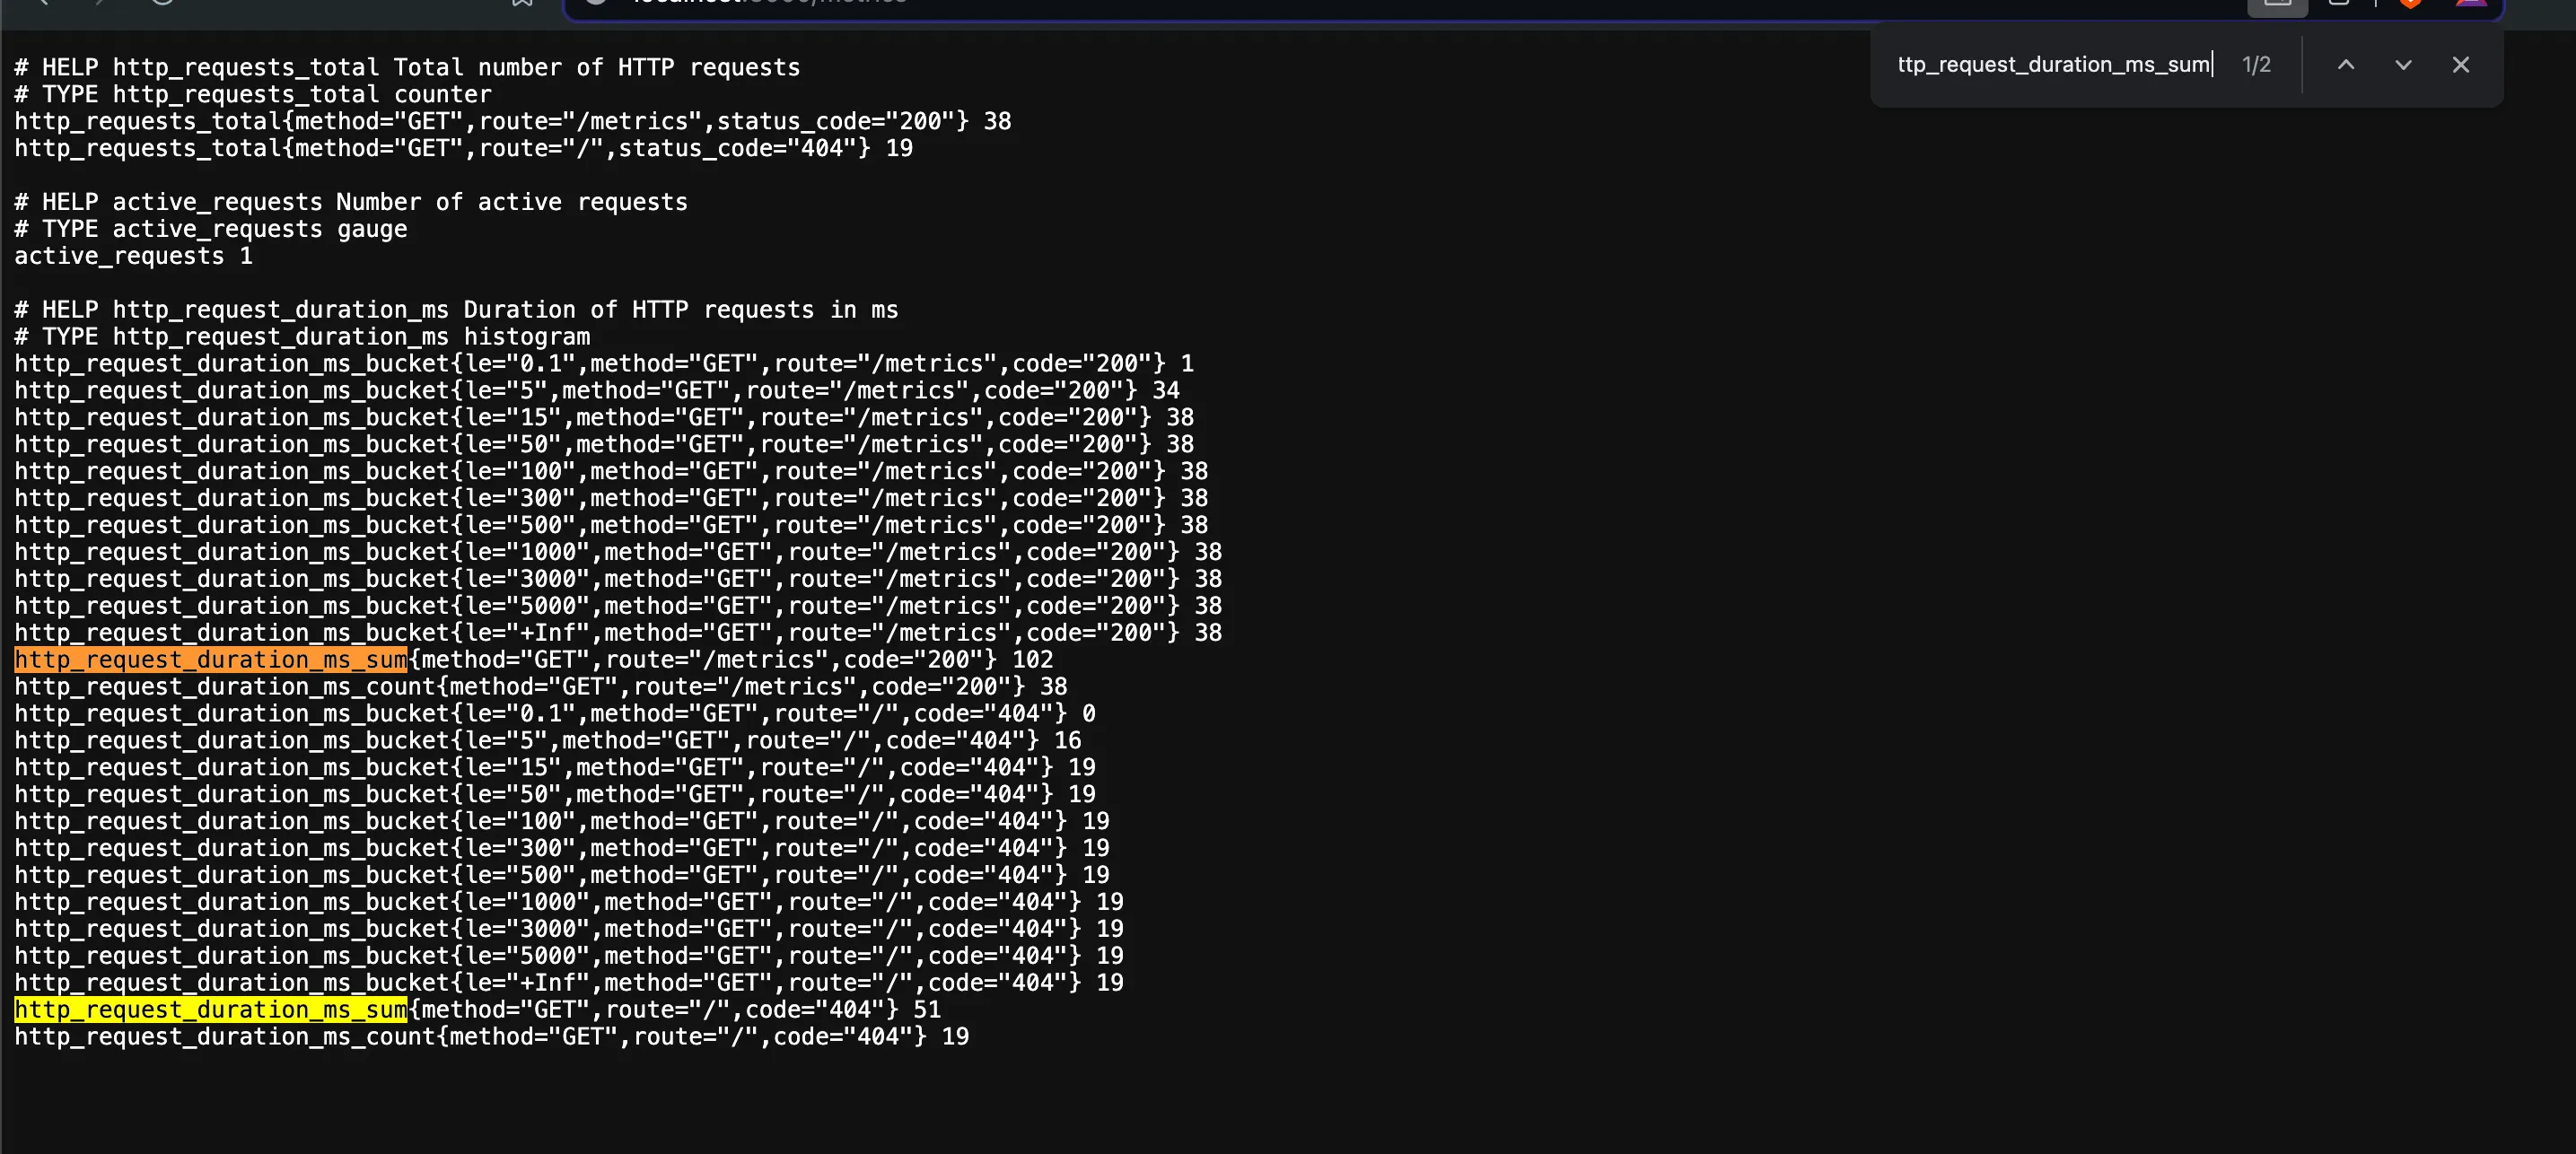 ttp_request_duration_ms_sum 1/2
# HELP http_requests_total Total number of HTTP requests
# TYPE http_requests_total counter
http_requests_total{method="GET",route="/metrics",status_code="200"} 38
http_requests_total{method="GET",route="/",status_code="404"} 19
# HELP active_requests Number of active requests
# TYPE active_requests gauge
active_requests 1
# HELP http_request_duration_ms Duration of HTTP requests in ms
# TYPE http_request_duration_ms histogram
http_request_duration_ms_bucket{le="0.1",method="GET",route="/metrics",code="200"} 1
http_request_duration_ms_bucket{le="5",method="GET",route="/metrics",code="200"} 34
http_request_duration_ms_bucket{le="15",method="GET",route="/metrics",code="200"} 38
http_request_duration_ms_bucket{le="50",method="GET",route="/metrics",code="200"} 38
http_request_duration_ms_bucket{le="100",method="GET",route="/metrics",code="200"} 38
http_request_duration_ms_bucket{le="300",method="GET",route="/metrics",code="200"} 38
http_request_duration_ms_bucket{le="500",method="GET",route="/metrics",code="200"} 38
http_request_duration_ms_bucket{le="1000",method="GET",route="/metrics",code="200"} 38
http_request_duration_ms_bucket{le="3000",method="GET",route="/metrics",code="200"} 38
http_request_duration_ms_bucket{le="5000",method="GET",route="/metrics",code="200"} 38
http_request_duration_ms_bucket{le="+Inf",method="GET",route="/metrics",code="200"} 38
http_request_duration_ms_sum{method="GET",route="/metrics",code="200"} 102
http_request_duration_ms_count{method="GET",route="/metrics",code="200"} 38
http_request_duration_ms_bucket{le="0.1",method="GET",route="/",code="404"} 0
http_request_duration_ms_bucket{le="5",method="GET",route="/",code="404"} 16
http_request_duration_ms_bucket{le="15",method="GET",route="/",code="404"} 19
http_request_duration_ms_bucket{le="50",method="GET",route="/",code="404"} 19
http_request_duration_ms_bucket{le="100",method="GET",route="/",code="404"} 19
http_request_duration_ms_bucket{le="300",method="GET",route="/",code="404"} 19
http_request_duration_ms_bucket{le="500",method="GET",route="/",code="404"} 19
http_request_duration_ms_bucket{le="1000",method="GET",route="/",code="404"} 19
http_request_duration_ms_bucket{le="3000",method="GET",route="/",code="404"} 19
http_request_duration_ms_bucket{le="5000",method="GET",route="/",code="404"} 19
http_request_duration_ms_bucket{le="+Inf",method="GET",route="/",code="404"} 19
http_request_duration_ms_sum{method="GET",route="/",code="404"} 51
http_request_duration_ms_count{method="GET",route="/",code="404"} 19